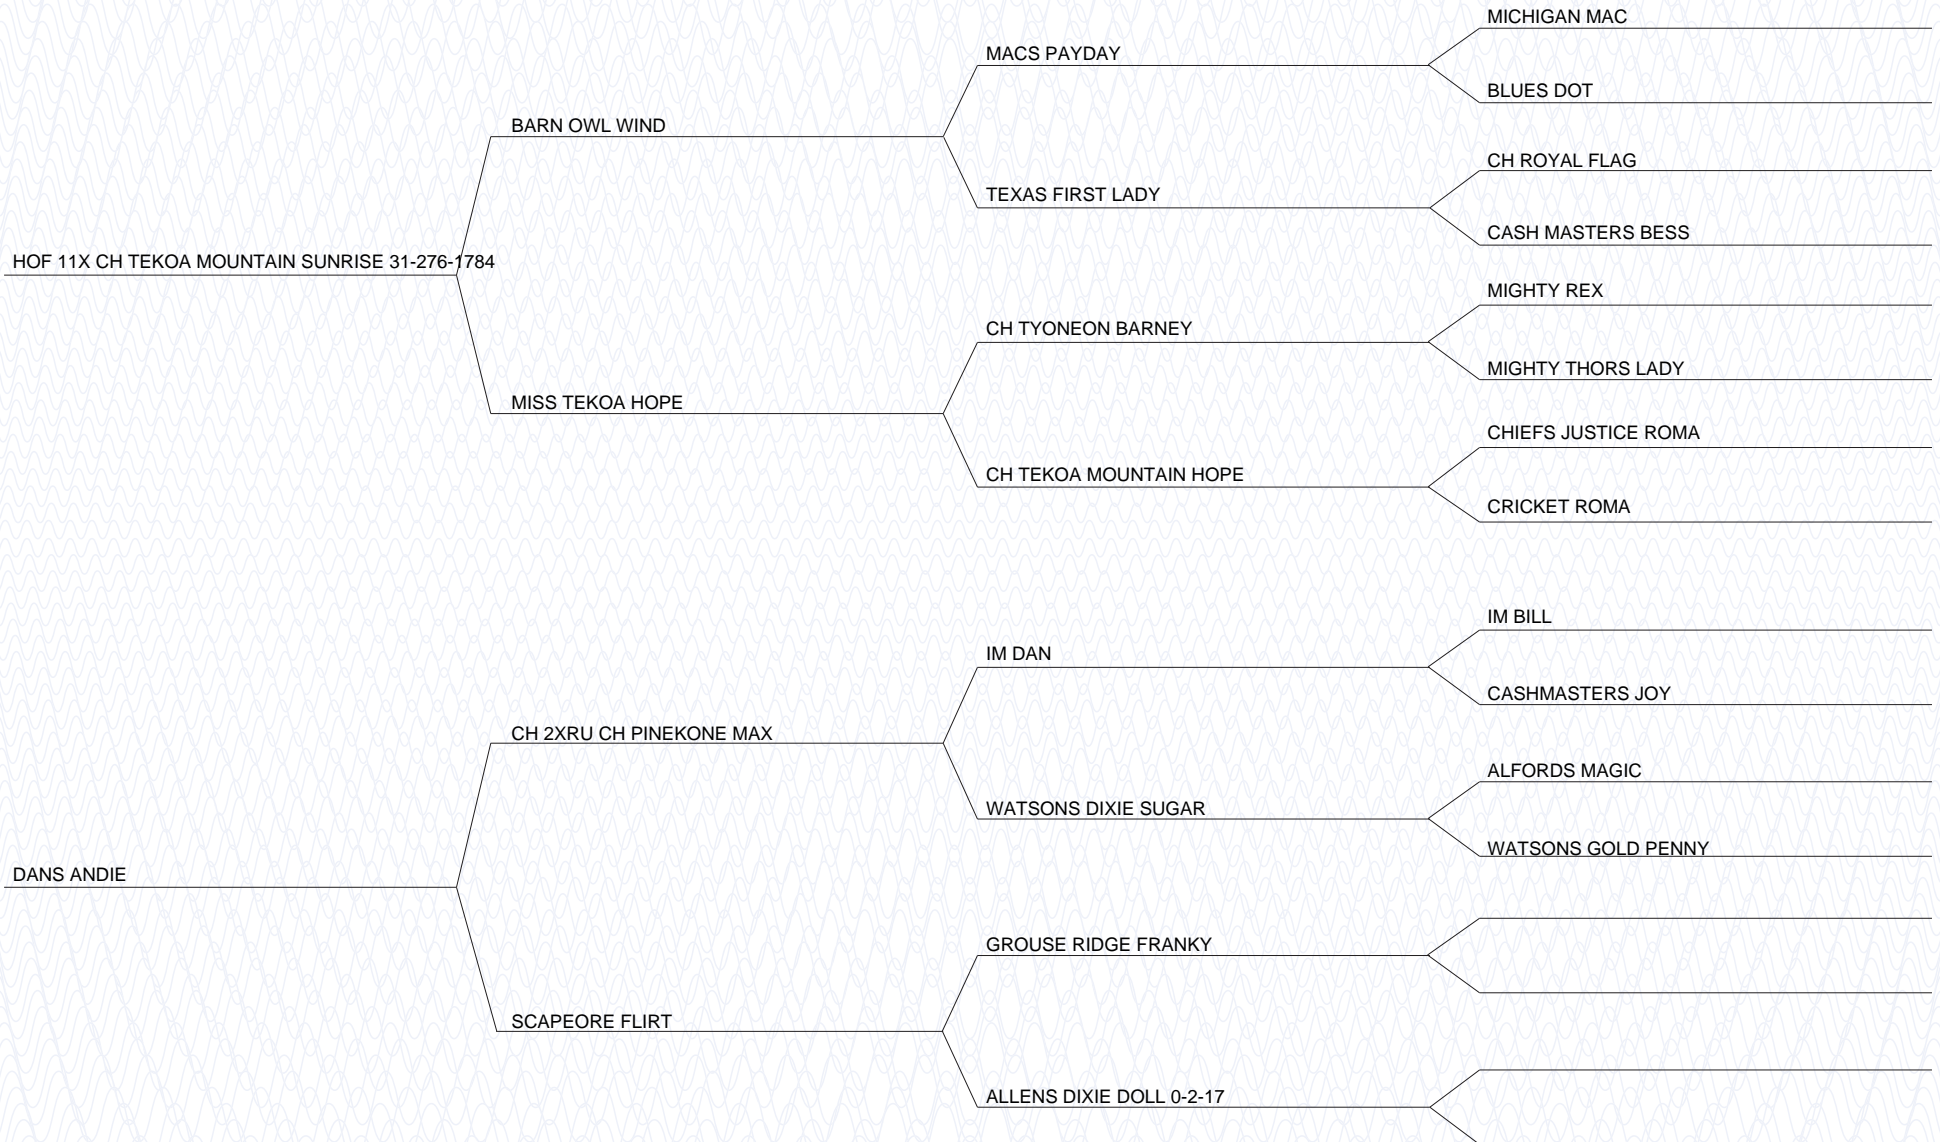 MICHIGAN MAC
MACS PAYDAY
BLUES DOT
BARN OWL WIND
CH ROYAL FLAG
TEXAS FIRST LADY
CASH MASTERS BESS
HOF 11X CH TEKOA MOUNTAIN SUNRISE 31-276-1784
MIGHTY REX
CH TYONEON BARNEY
MIGHTY THORS LADY
MISS TEKOA HOPE
CHIEFS JUSTICE ROMA
CH TEKOA MOUNTAIN HOPE
CRICKET ROMA
IM BILL
IM DAN
CASHMASTERS JOY
CH 2XRU CH PINEKONE MAX
ALFORDS MAGIC
WATSONS DIXIE SUGAR
WATSONS GOLD PENNY
DANS ANDIE
GROUSE RIDGE FRANKY
SCAPEORE FLIRT
ALLENS DIXIE DOLL 0-2-17